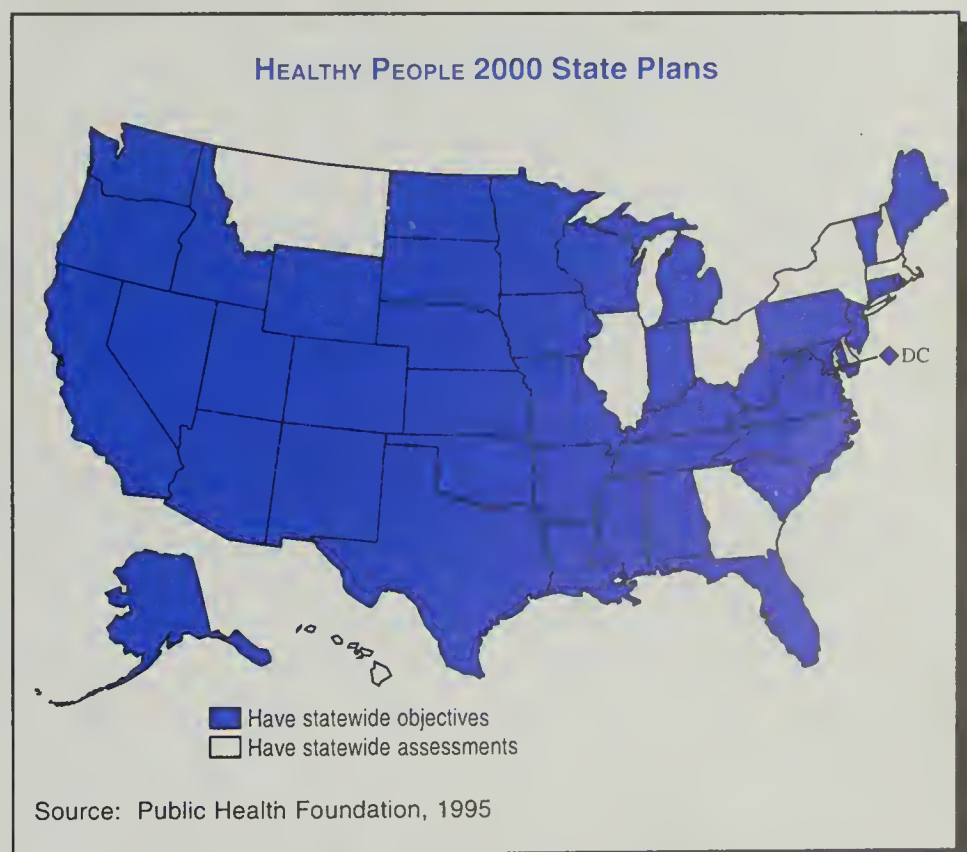 HEALTHY PEOPLE 2000 State Plans
DC
Have statewide objectives
Have statewide assessments
Source: Public Health Foundation, 1995